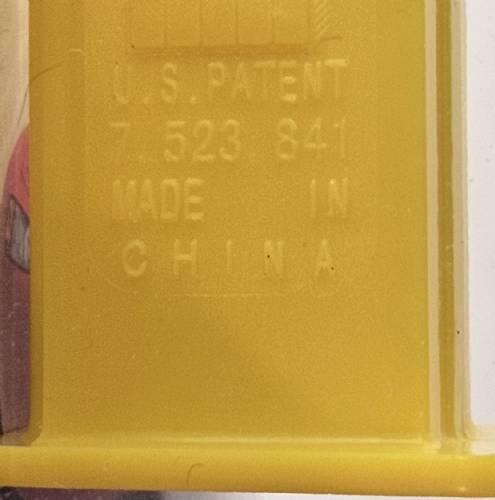 U.S.PATENT
7.523.841
MADE IN
CHINA